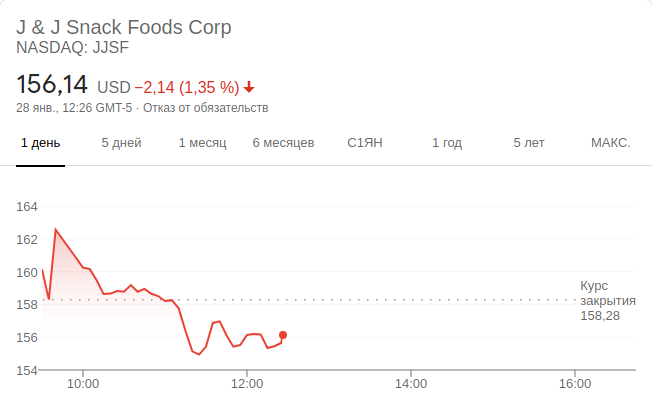 J & J Snack Foods Corp
NASDAQ: JJSF
156,14 USD −2,14 (1,35 %)
28 янв., 12:26 GMT-5 · Отказ от обязательств
1 день 5 дней 1 месяц 6 месяцев С1ЯН 1 год 5 лет МАКС.
164
162
160
158
156
154
Курс
закрытия
158,28
10:00 12:00 14:00 16:00